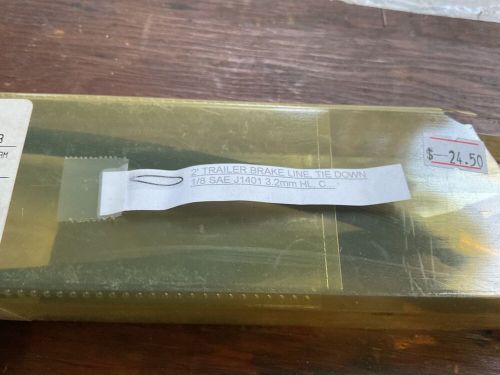 2' TRAILER BRAKE LINE, TIE DOWN
1/8 SAE J1401 3.2mm HL, C...
$-24.50